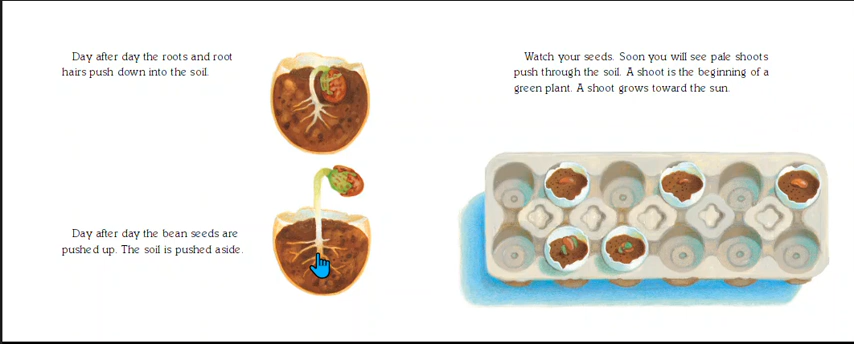 Day after day the roots and root
hairs push down into the soil.
Day after day the bean seeds are
pushed up. The soil is pushed aside.
Watch your seeds. Soon you will see pale shoots
push through the soil. A shoot is the beginning of a
green plant. A shoot grows toward the sun.